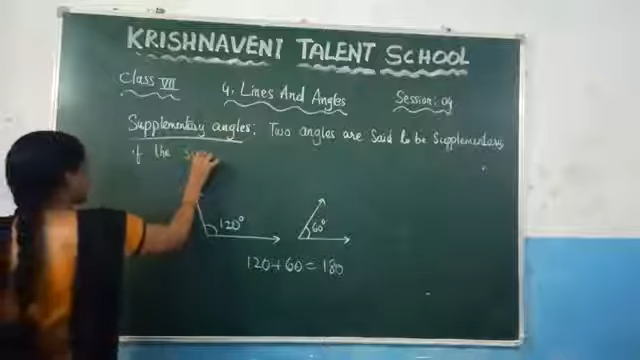 KRISHNAVENI TALENT SCHOOL
Class VII
4. Lines And Angles
Session: 04
Supplementary angles: Two angles are said to be supplementary
if the
120°
60°
120+60=180